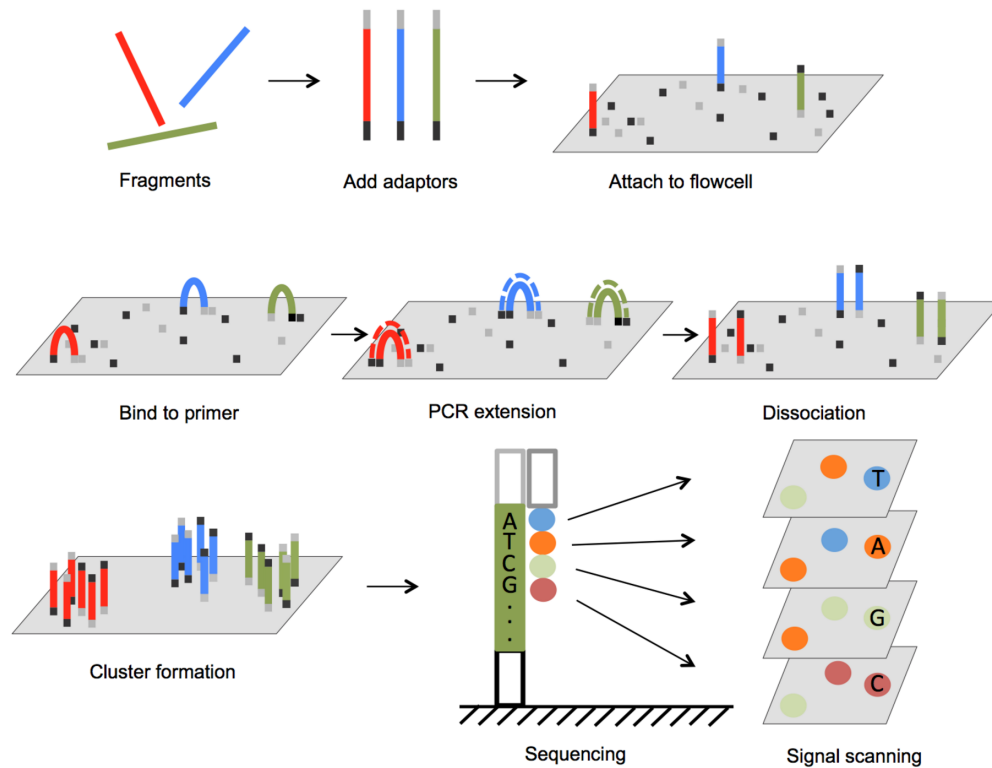 Fragments
Add adaptors
Attach to flowcell
Bind to primer
PCR extension
Dissociation
Cluster formation
A
T
C
G
.
.
.
T
A
G
C
Sequencing
Signal scanning